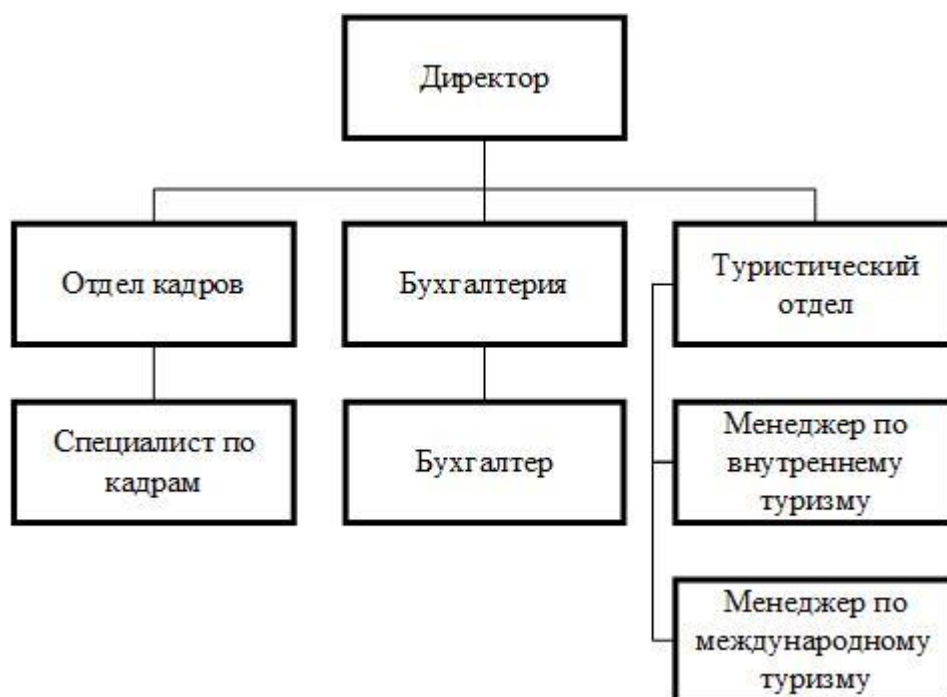 Директор
Отдел кадров
Бухгалтерия
Туристический
отдел
Специалист по
кадрам
Бухгалтер
Менеджер по
внутреннему
туризму
Менеджер по
международному
туризму